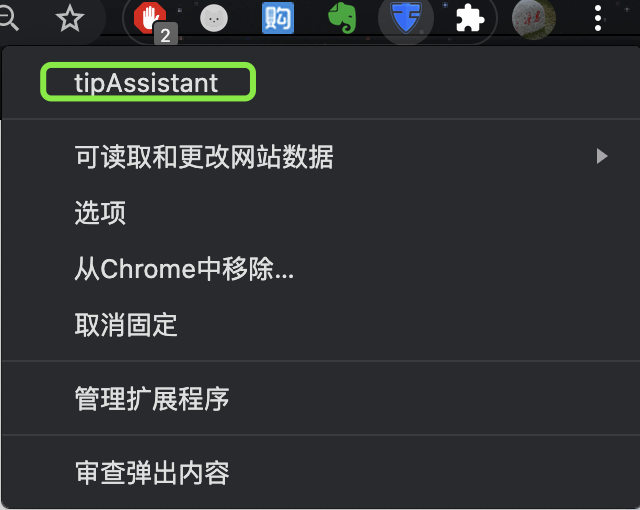 购
2
tipAssistant
可读取和更改网站数据
选项
从Chrome中移除...
取消固定
管理扩展程序
审查弹出内容